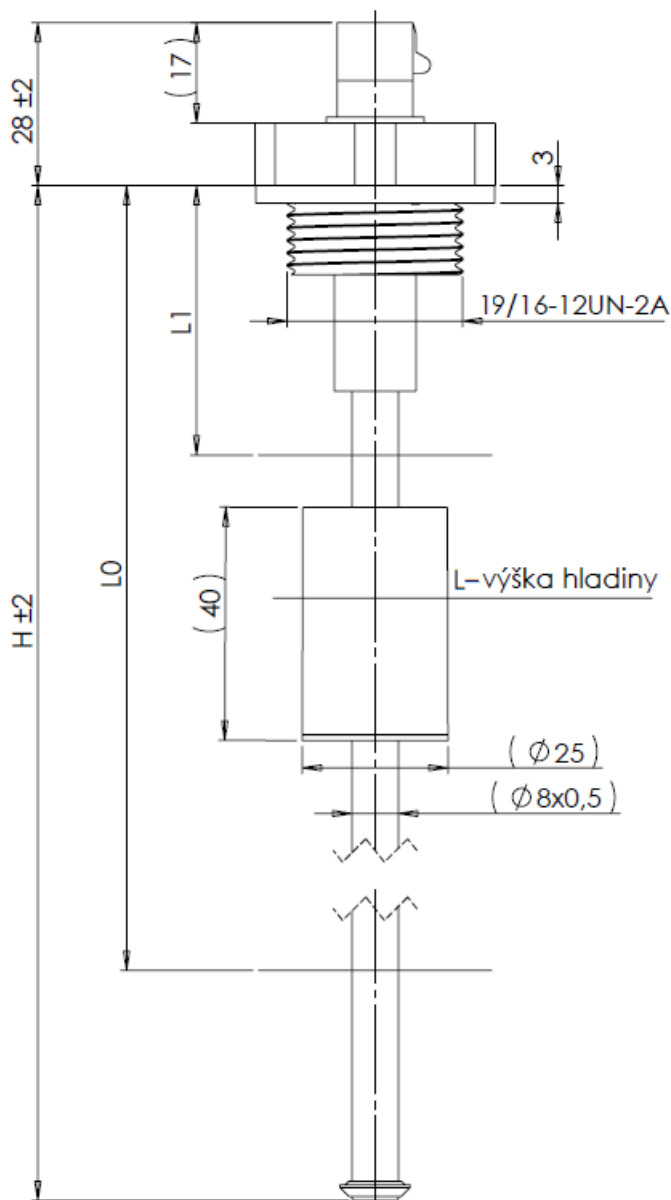 28 ±2
( 17 )
3
19/16-12UN-2A
L1
L0
H ±2
( 40 )
L-výška hladiny
( Ø25 )
( Ø8x0,5 )